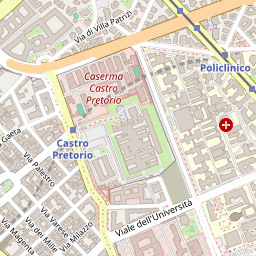 Via di Villa Patrizi
Caserma
Castro
Pretorio
Policlinico
Gaeta
Castro
Pretorio
Via Palestro
Via Varese
Via dei Mille
Via Milazzo
Via Magenta
Viale dell'Università